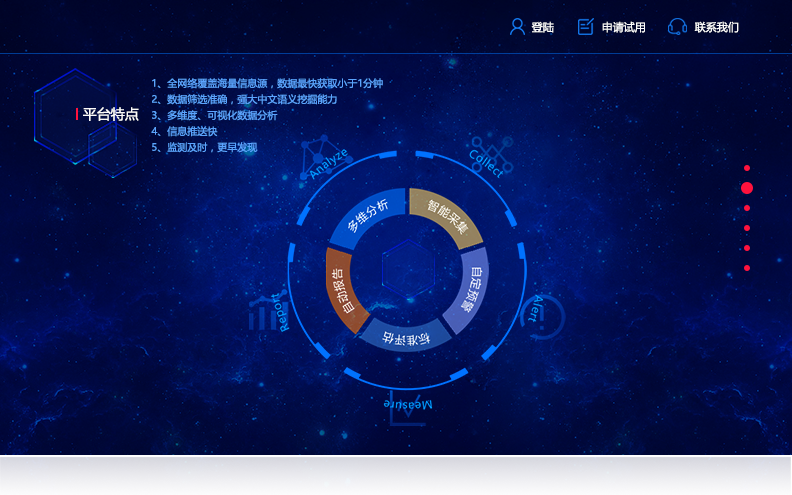 登陆
申请试用
联系我们
平台特点
1、全网络覆盖海量信息源，数据最快获取小于1分钟
2、数据筛选准确，强大中文语义挖掘能力
3、多维度、可视化数据分析
4、信息推送快
5、监测及时，更早发现
Analyze
Collect
多维分析
智能采集
自动报告
自定预警
标准评估
Report
Alert
Measure